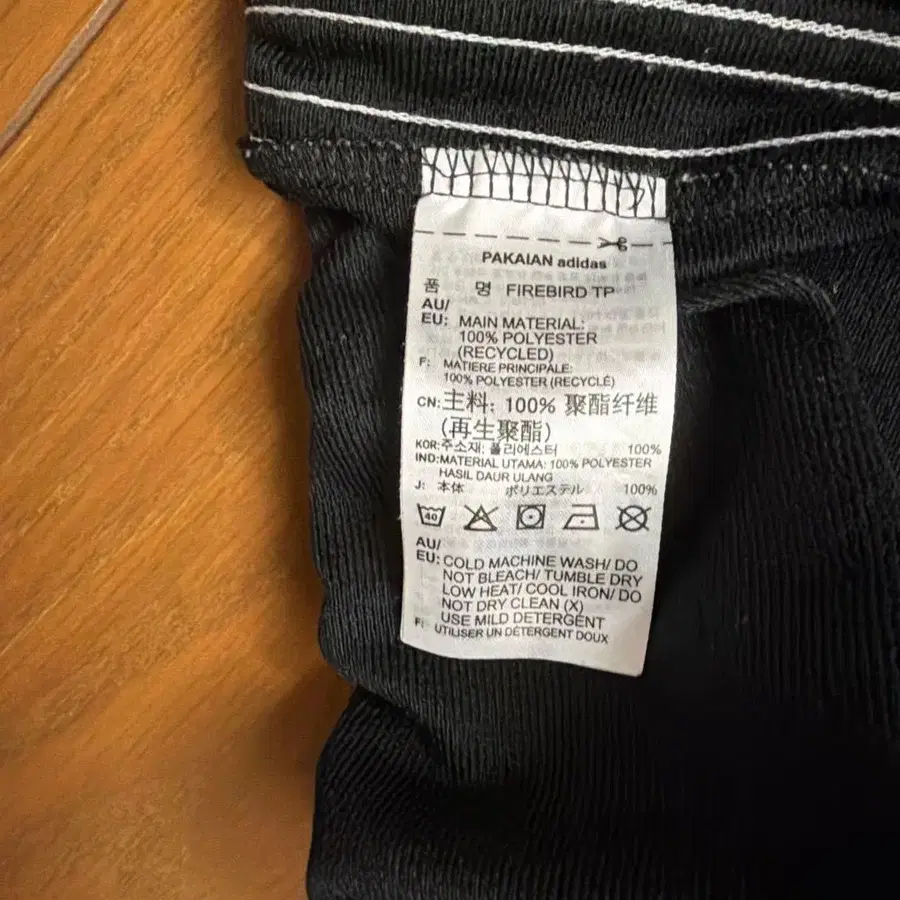 PAKAIAN adidas
품 명 FIREBIRD TP
AU/
EU: MAIN MATERIAL:
100% POLYESTER
(RECYCLED)
F: MATIERE PRINCIPALE:
100% POLYESTER (RECYCLÉ)
CN: 主料: 100% 聚酯纤维
(再生聚酯)
KOR: 주소재: 폴리에스터 100%
IND: MATERIAL UTAMA: 100% POLYESTER
HASIL DAUR ULANG
J: 本体 ポリエステル 100%
40
AU/
EU: COLD MACHINE WASH/ DO
NOT BLEACH/ TUMBLE DRY
LOW HEAT/ COOL IRON/ DO
NOT DRY CLEAN (X)
USE MILD DETERGENT
F: UTILISER UN DÉTERGENT DOUX